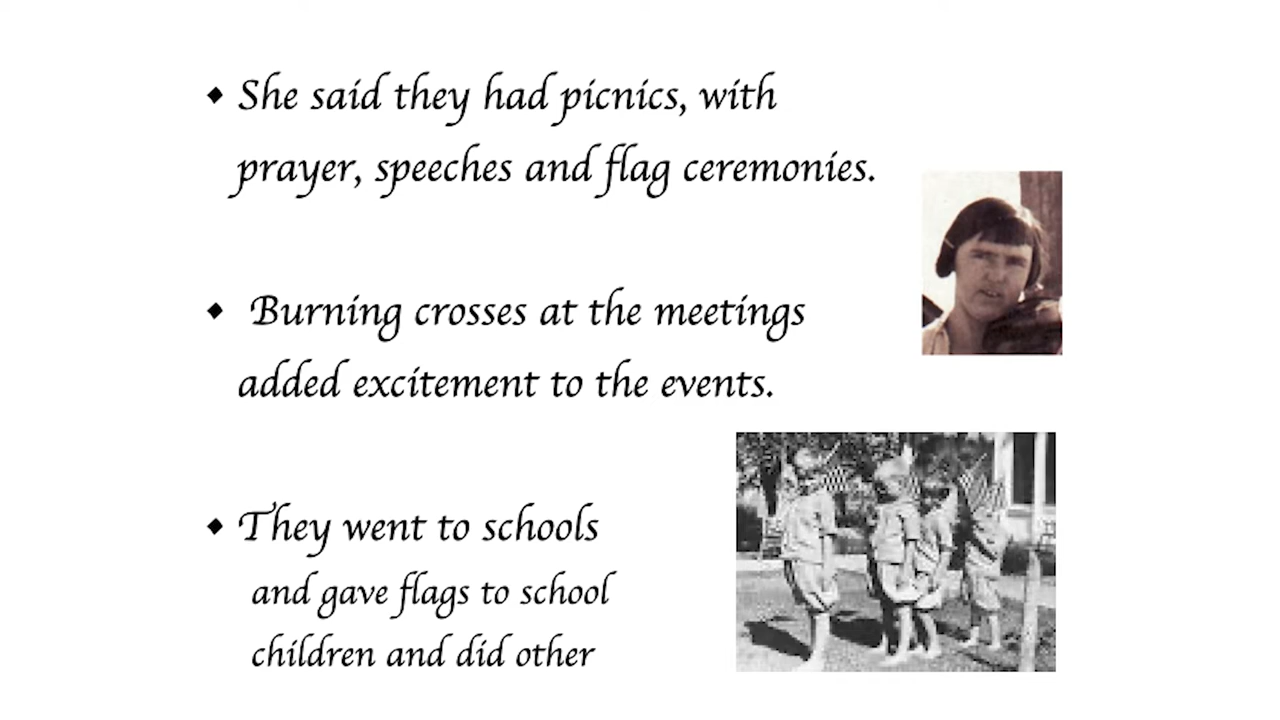 ◆ She said they had picnics, with
prayer, speeches and flag ceremonies.
◆ Burning crosses at the meetings
added excitement to the events.
◆ They went to schools
and gave flags to school
children and did other